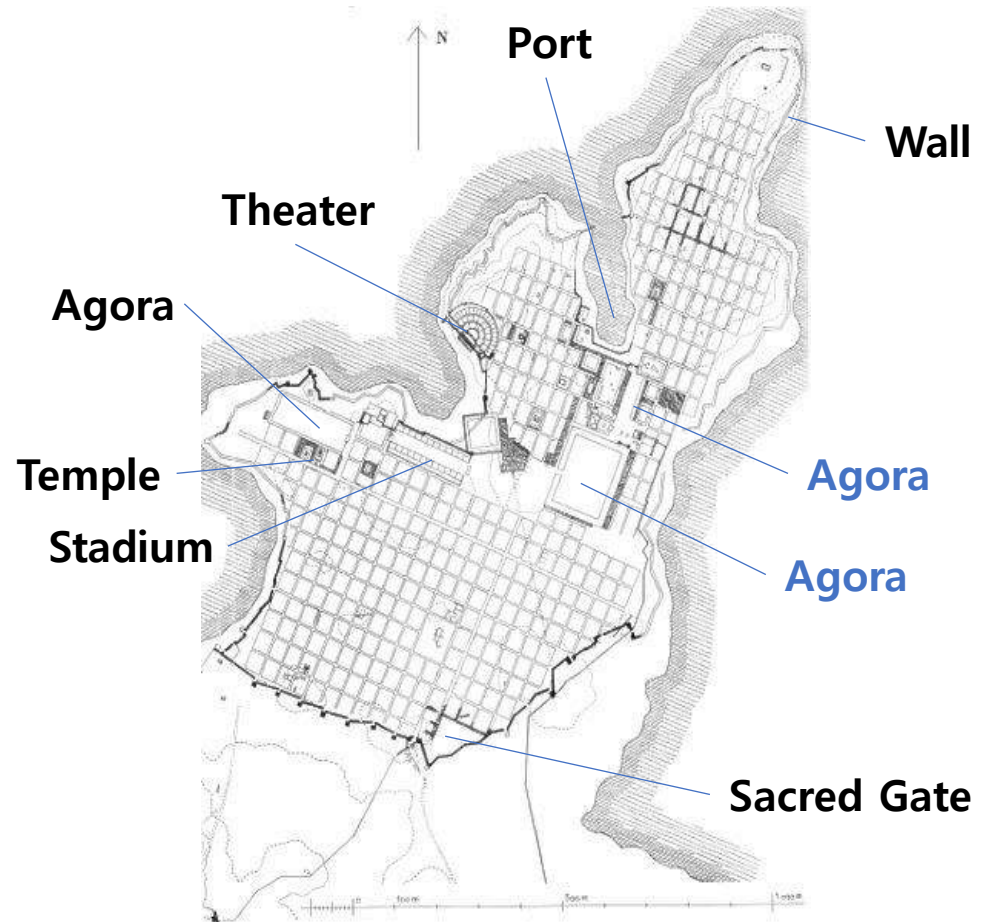 N
Port
Wall
Theater
Agora
Temple
Agora
Stadium
Agora
Sacred Gate